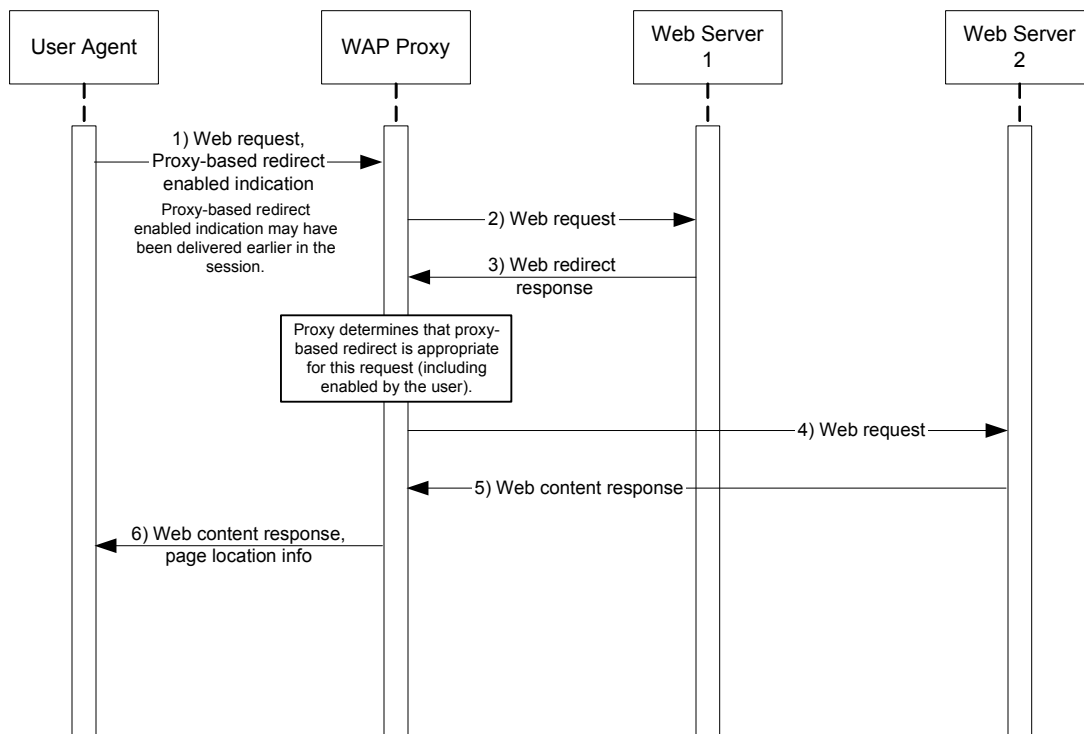 User Agent
WAP Proxy
Web Server
1
Web Server
2
1) Web request,
Proxy-based redirect
enabled indication
Proxy-based redirect
enabled indication may have
been delivered earlier in the
session.
2) Web request
3) Web redirect
response
Proxy determines that proxy-
based redirect is appropriate
for this request (including
enabled by the user).
4) Web request
5) Web content response
6) Web content response,
page location info